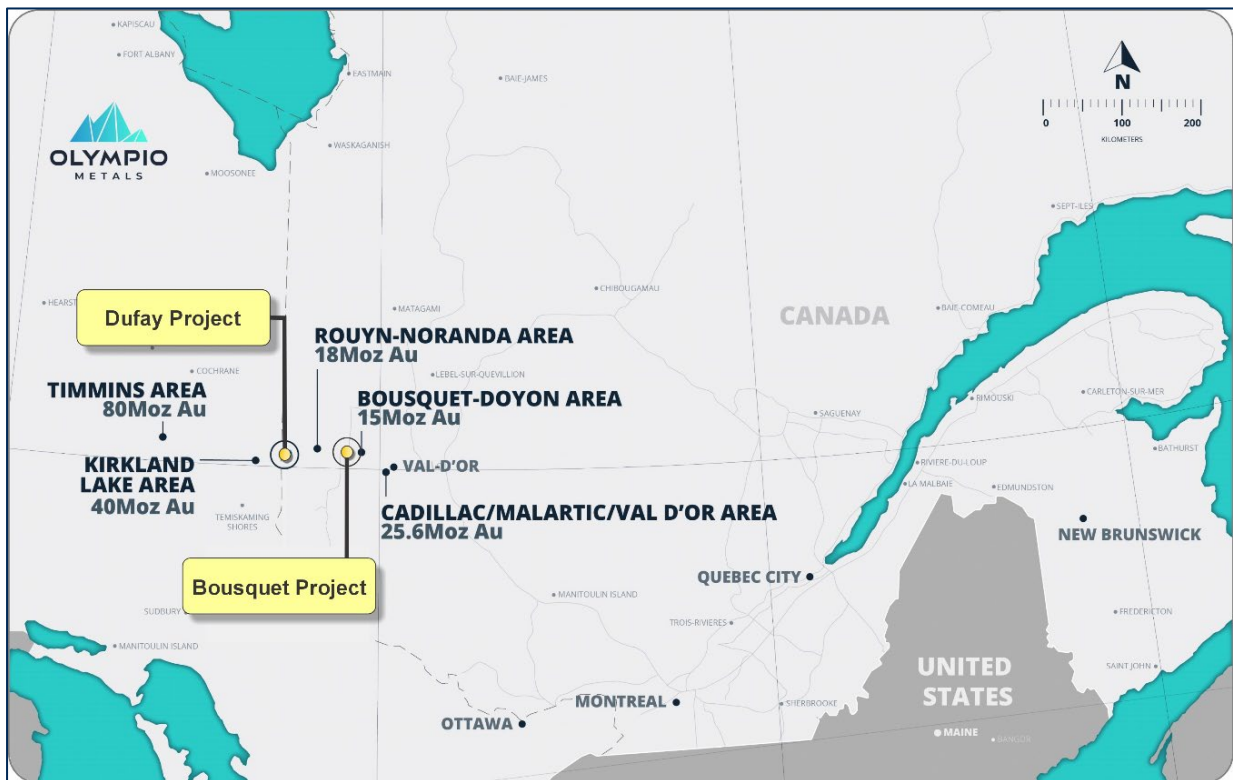 KAPISCAU
FORT ALBANY
EASTMAIN
BAIE-JAMES
N
0 100 200
KILOMETERS
OLYMPIO
METALS
WASKAGANISH
MOOSONEE
SEPT-ILES
CHIBOUGAMAU
HEARST
MATAGAMI
BAIE-COMEAU
CANADA
Dufay Project
ROUYN-NORANDA AREA
18Moz Au
COCHRANE
LEBEL-SUR-QUEVILLION
TIMMINS AREA
80Moz Au
BOUSQUET-DOYON AREA
15Moz Au
SAGUENAY
RIMOUSKI
CARLETON-SUR-MER
BATHURST
KIRKLAND
LAKE AREA
40Moz Au
VAL-D'OR
RIVIERE-DU-LOUP
LA MALBAIE
EDMUNDSTON
TEMISKAMING
SHORES
CADILLAC/MALARTIC/VAL D'OR AREA
25.6Moz Au
NEW BRUNSWICK
Bousquet Project
QUEBEC CITY
MANITOULIN ISLAND
SUDBURY
TROIS-RIVIERES
FREDERICTON
MANITOULIN ISLAND
UNITED
STATES
SAINT JOHN
MONTREAL
SHERBROOKE
OTTAWA
MAINE
BANGOR